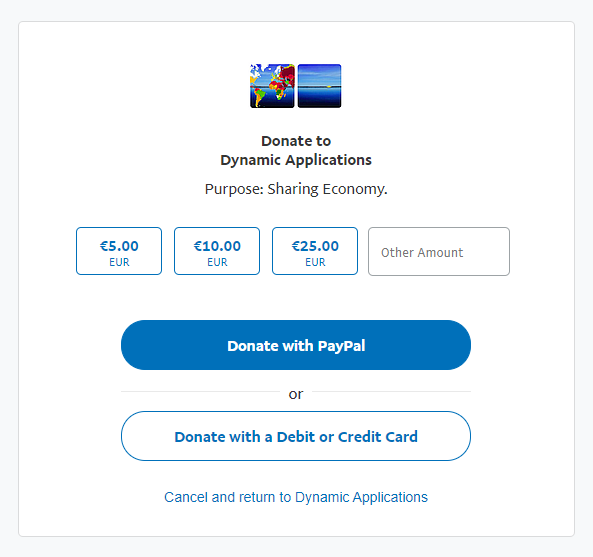 Donate to
Dynamic Applications
Purpose: Sharing Economy.
€5.00 €10.00 €25.00 Other Amount
EUR EUR EUR
Donate with PayPal
or
Donate with a Debit or Credit Card
Cancel and return to Dynamic Applications